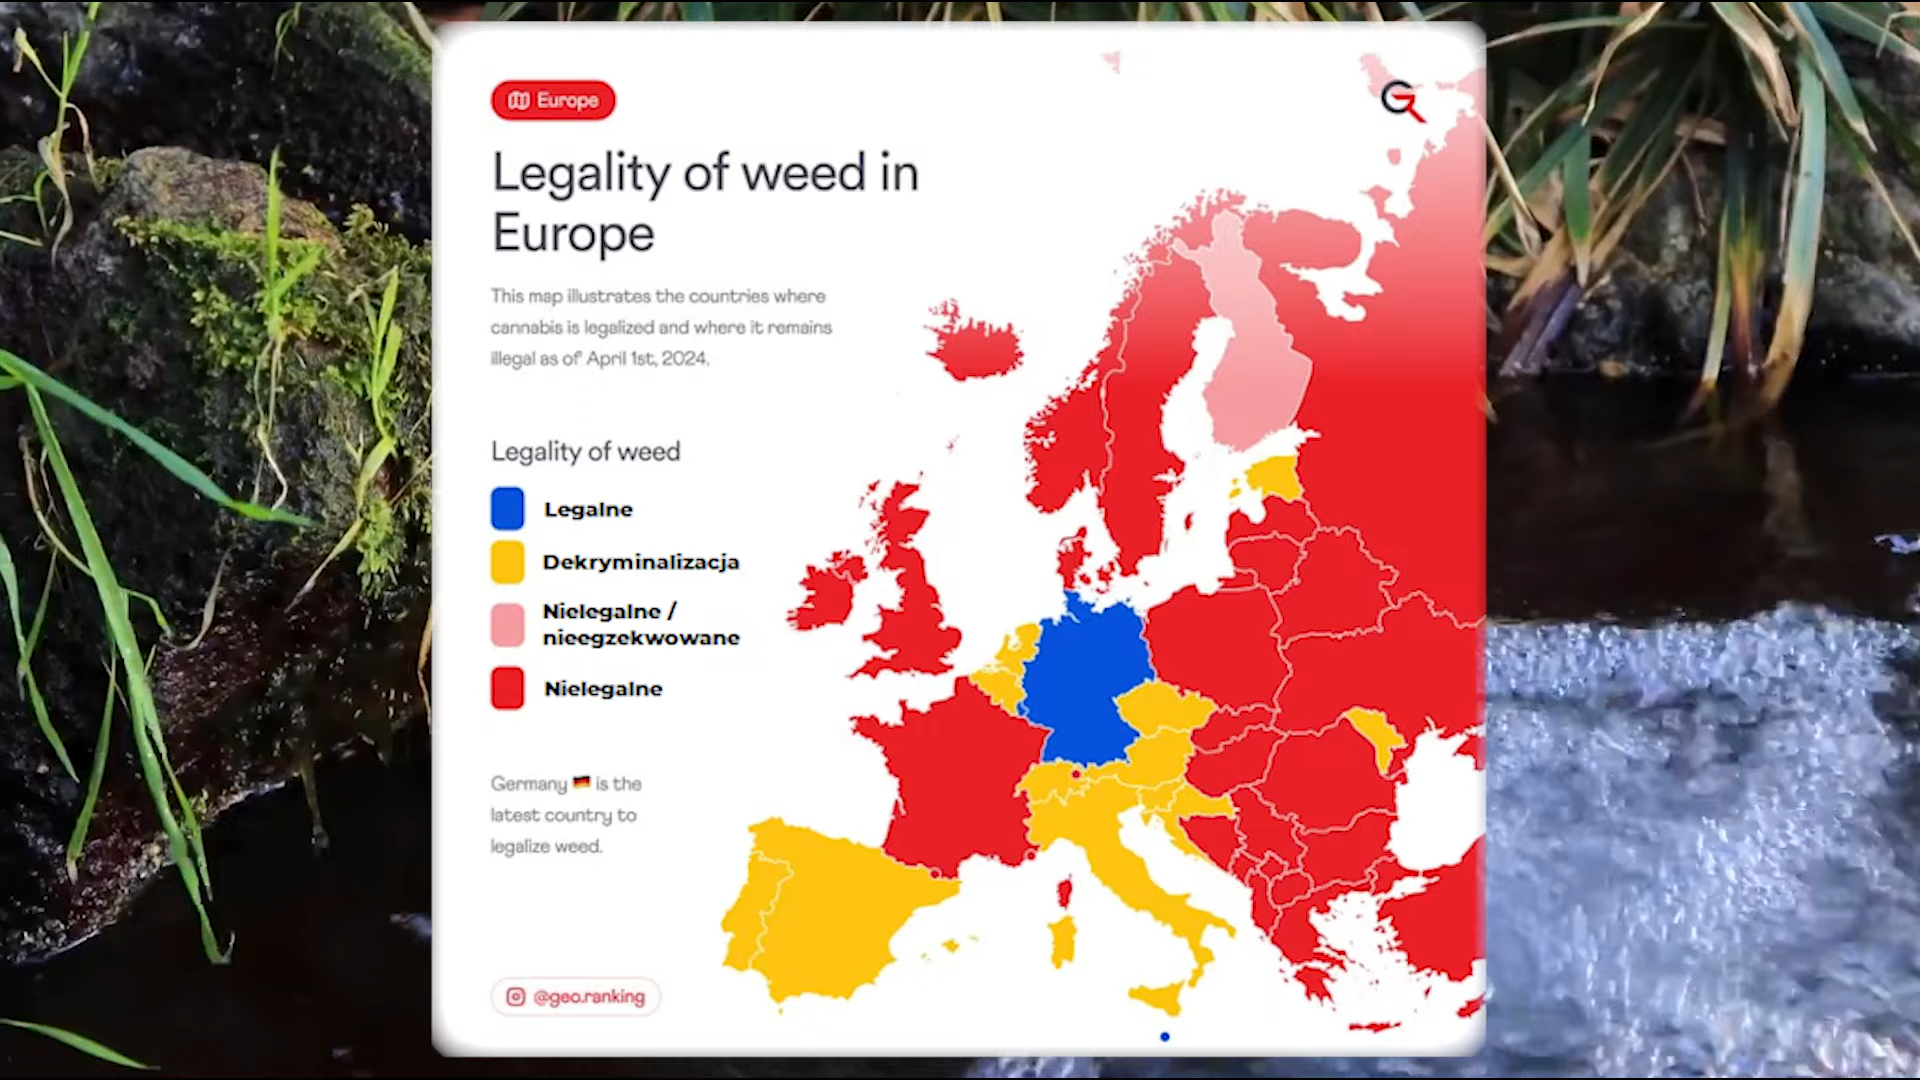 Europe
Legality of weed in
Europe
This map illustrates the countries where
cannabis is legalized and where it remains
illegal as of April 1st, 2024.
Legality of weed
Legalne
Dekryminalizacja
Nielegalne /
nieegzekwowane
Nielegalne
Germany 🇩🇪 is the
latest country to
legalize weed.
@geo.ranking